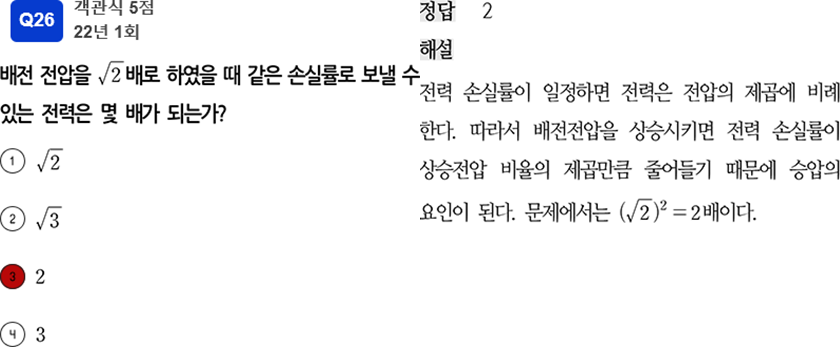 Q26 객관식 5점
22년 1회
배전 전압을 √2배로 하였을 때 같은 손실률로 보낼 수
있는 전력은 몇 배가 되는가?
① √2
② √3
③ 2
④ 3
정답 2
해설
전력 손실률이 일정하면 전력은 전압의 제곱에 비례
한다. 따라서 배전전압을 상승시키면 전력 손실률이
상승전압 비율의 제곱만큼 줄어들기 때문에 승압의
요인이 된다. 문제에서는 (√2)² = 2배이다.